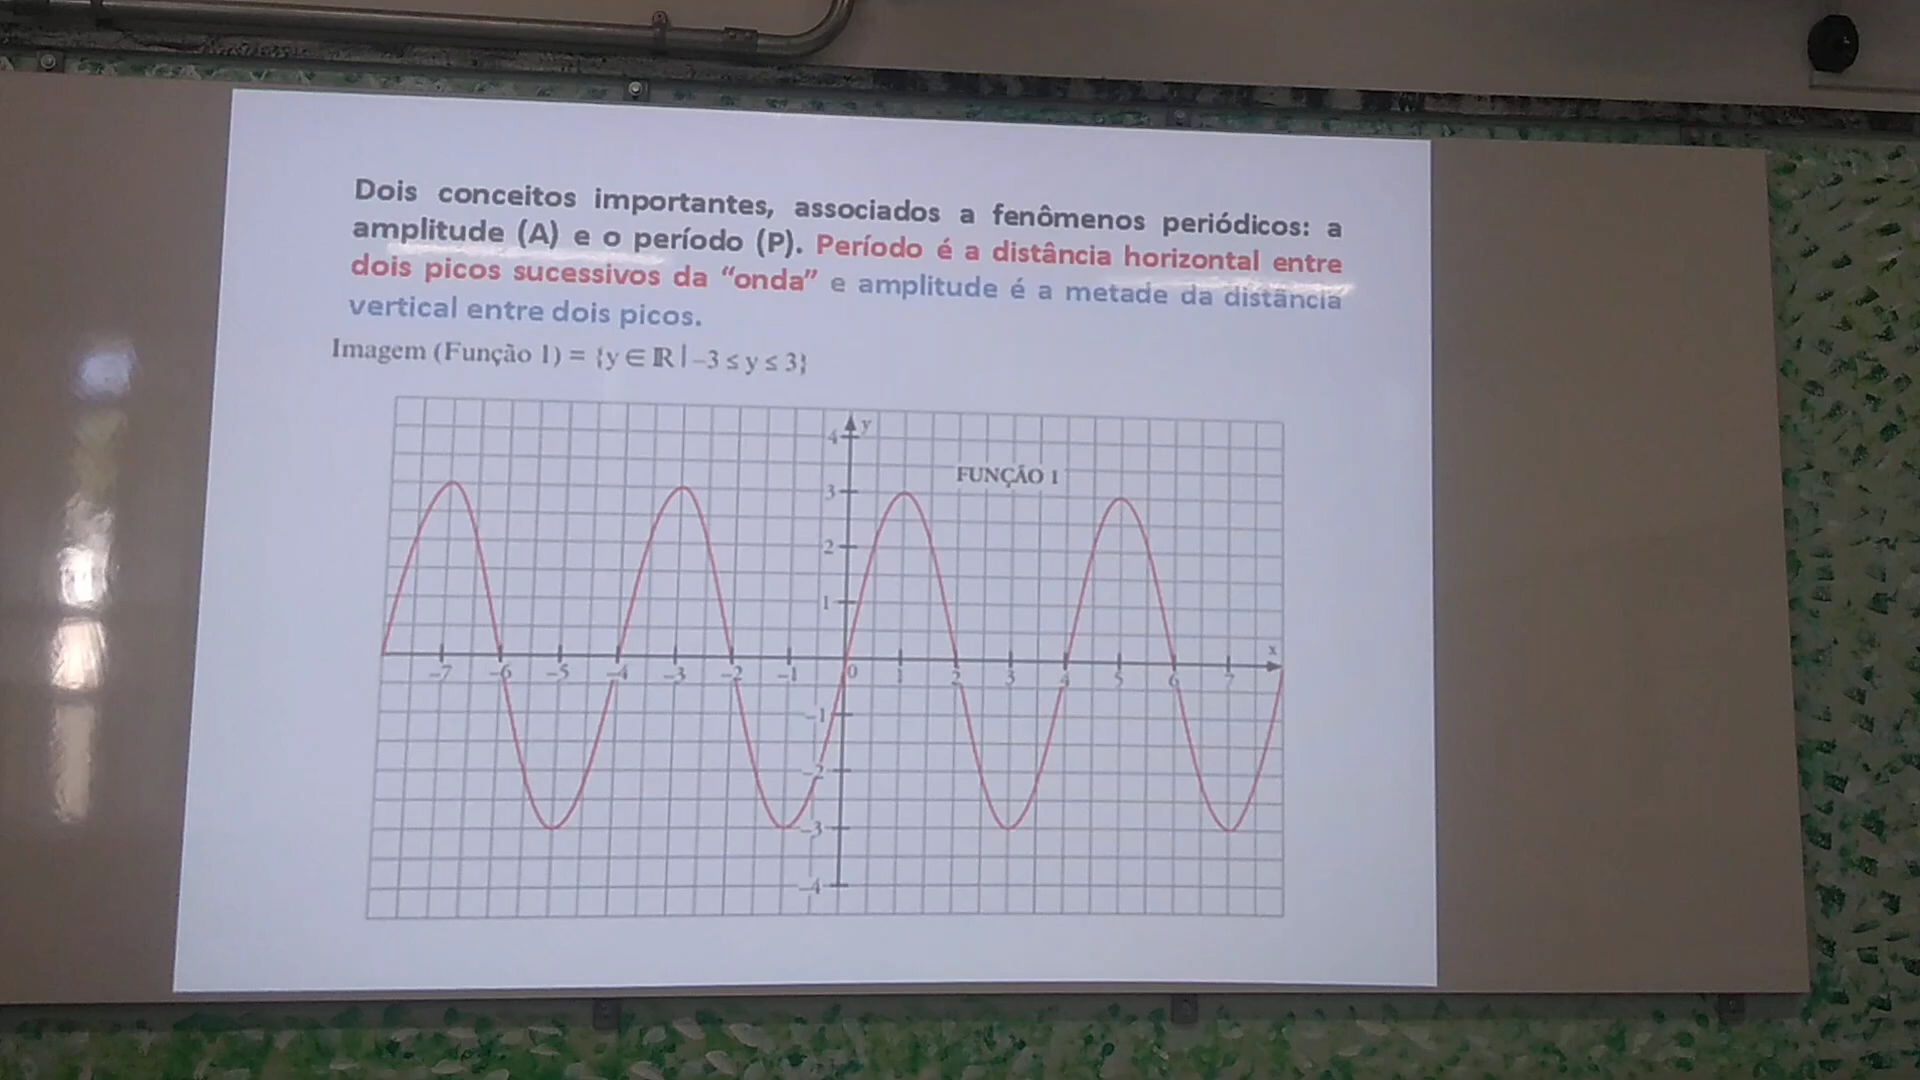 Dois conceitos importantes, associados a fenômenos periódicos: a
amplitude (A) e o período (P). Período é a distância horizontal entre
dois picos sucessivos da “onda” e amplitude é a metade da distância
vertical entre dois picos.
Imagem (Função 1) = {y ∈ ℝ | –3 ≤ y ≤ 3}
y
4
FUNÇÃO 1
3
2
1
x
–7 –6 –5 –4 –3 –2 –1 0 1 2 3 4 5 6 7
–1
–2
–3
–4